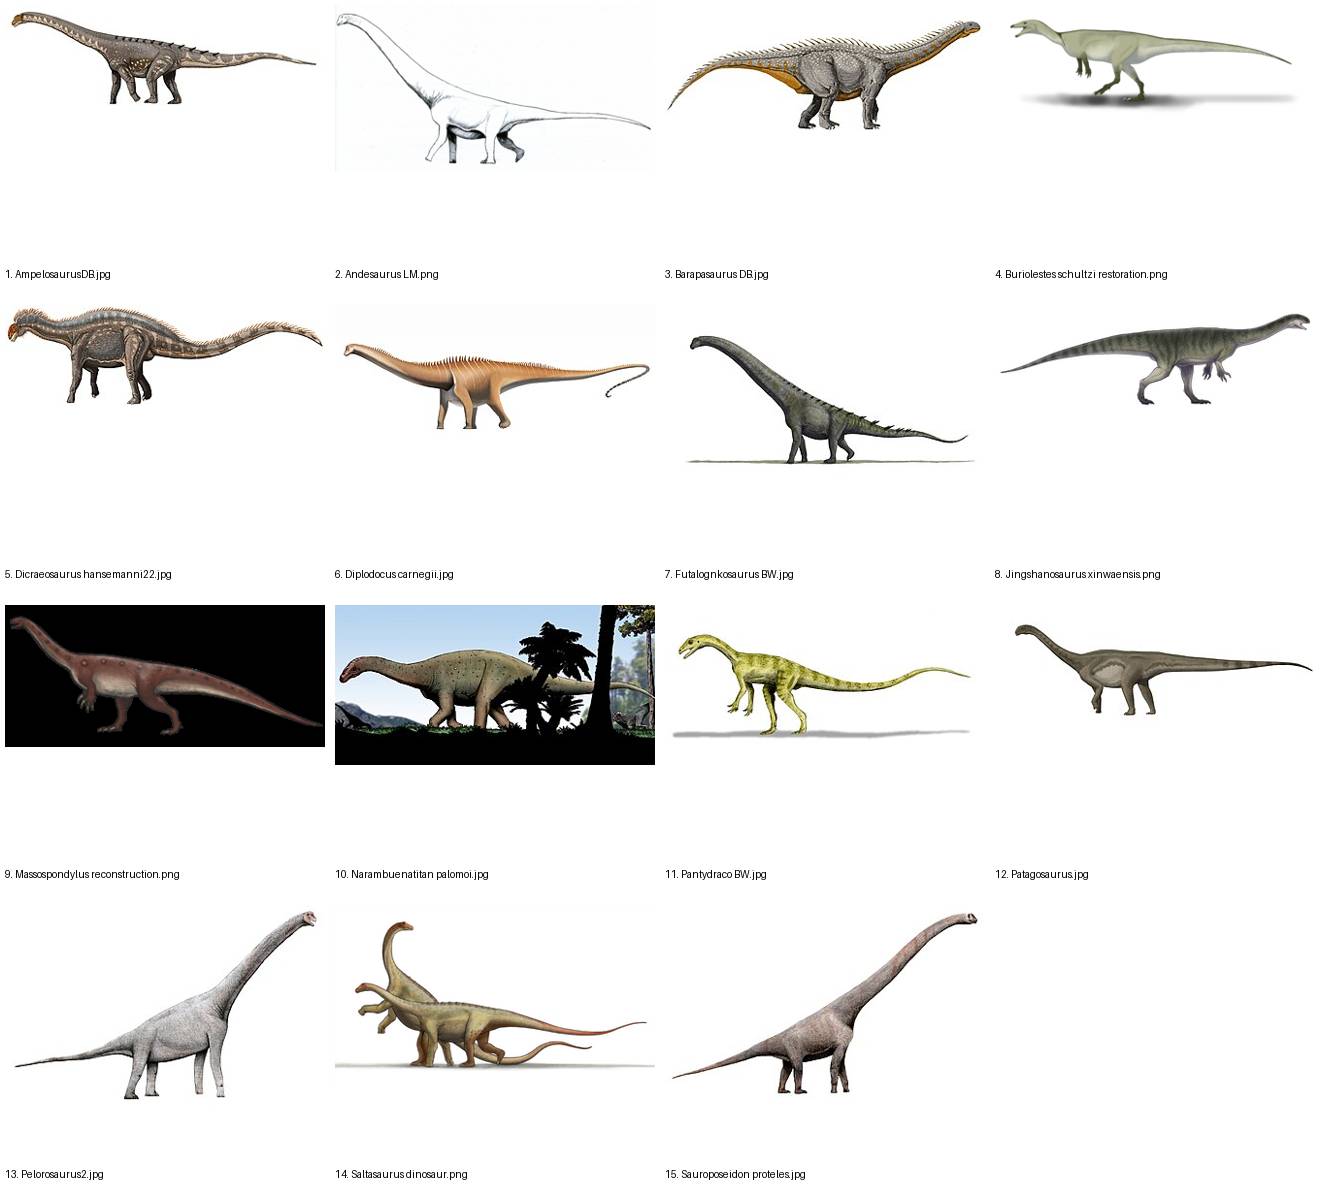 1. AmpelosaurusDB.jpg
2. Andesaurus LM.png
3. Barapasaurus DB.jpg
4. Buriolestes schultzi restoration.png
5. Dicraeosaurus hansemanni22.jpg
6. Diplodocus carnegii.jpg
7. Futalognkosaurus BW.jpg
8. Jingshanosaurus xinwaensis.png
9. Massospondylus reconstruction.png
10. Narambuenatitan palomoi.jpg
11. Pantydraco BW.jpg
12. Patagosaurus.jpg
13. Pelorosaurus2.jpg
14. Saltasaurus dinosaur.png
15. Sauroposeidon proteles.jpg